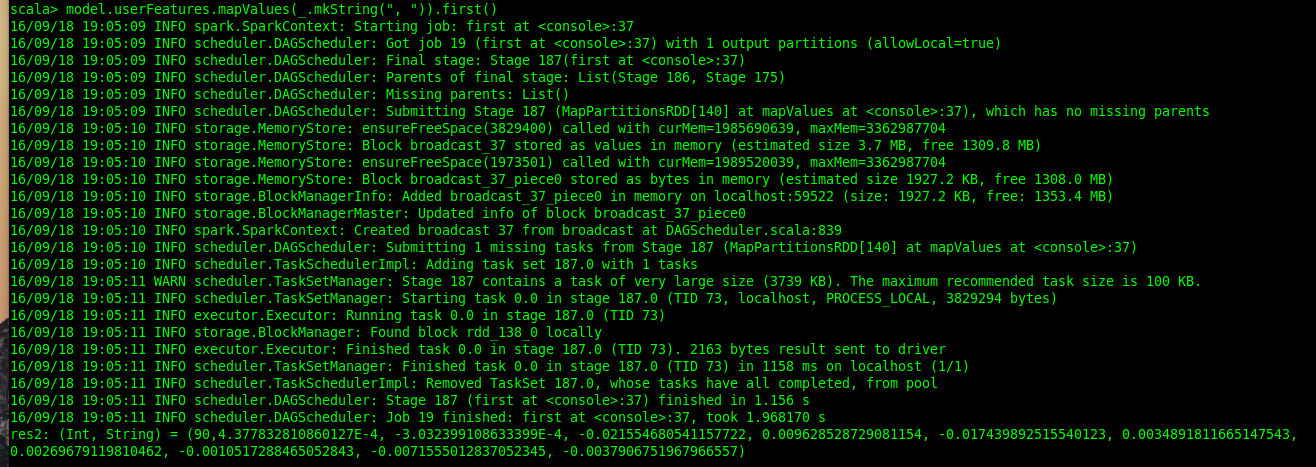 scala> model.userFeatures.mapValues(_.mkString(", ")).first()
16/09/18 19:05:09 INFO spark.SparkContext: Starting job: first at <console>:37
16/09/18 19:05:09 INFO scheduler.DAGScheduler: Got job 19 (first at <console>:37) with 1 output partitions (allowLocal=true)
16/09/18 19:05:09 INFO scheduler.DAGScheduler: Final stage: Stage 187(first at <console>:37)
16/09/18 19:05:09 INFO scheduler.DAGScheduler: Parents of final stage: List(Stage 186, Stage 175)
16/09/18 19:05:09 INFO scheduler.DAGScheduler: Missing parents: List()
16/09/18 19:05:09 INFO scheduler.DAGScheduler: Submitting Stage 187 (MapPartitionsRDD[140] at mapValues at <console>:37), which has no missing parents
16/09/18 19:05:10 INFO storage.MemoryStore: ensureFreeSpace(3829400) called with curMem=1985690639, maxMem=3362987704
16/09/18 19:05:10 INFO storage.MemoryStore: Block broadcast_37 stored as values in memory (estimated size 3.7 MB, free 1309.8 MB)
16/09/18 19:05:10 INFO storage.MemoryStore: ensureFreeSpace(1973501) called with curMem=1989520039, maxMem=3362987704
16/09/18 19:05:10 INFO storage.MemoryStore: Block broadcast_37_piece0 stored as bytes in memory (estimated size 1927.2 KB, free 1308.0 MB)
16/09/18 19:05:10 INFO storage.BlockManagerInfo: Added broadcast_37_piece0 in memory on localhost:59522 (size: 1927.2 KB, free: 1353.4 MB)
16/09/18 19:05:10 INFO storage.BlockManagerMaster: Updated info of block broadcast_37_piece0
16/09/18 19:05:10 INFO spark.SparkContext: Created broadcast 37 from broadcast at DAGScheduler.scala:839
16/09/18 19:05:10 INFO scheduler.DAGScheduler: Submitting 1 missing tasks from Stage 187 (MapPartitionsRDD[140] at mapValues at <console>:37)
16/09/18 19:05:10 INFO scheduler.TaskSchedulerImpl: Adding task set 187.0 with 1 tasks
16/09/18 19:05:11 WARN scheduler.TaskSetManager: Stage 187 contains a task of very large size (3739 KB). The maximum recommended task size is 100 KB.
16/09/18 19:05:11 INFO scheduler.TaskSetManager: Starting task 0.0 in stage 187.0 (TID 73, localhost, PROCESS_LOCAL, 3829294 bytes)
16/09/18 19:05:11 INFO executor.Executor: Running task 0.0 in stage 187.0 (TID 73)
16/09/18 19:05:11 INFO storage.BlockManager: Found block rdd_138_0 locally
16/09/18 19:05:11 INFO executor.Executor: Finished task 0.0 in stage 187.0 (TID 73). 2163 bytes result sent to driver
16/09/18 19:05:11 INFO scheduler.TaskSetManager: Finished task 0.0 in stage 187.0 (TID 73) in 1158 ms on localhost (1/1)
16/09/18 19:05:11 INFO scheduler.TaskSchedulerImpl: Removed TaskSet 187.0, whose tasks have all completed, from pool
16/09/18 19:05:11 INFO scheduler.DAGScheduler: Stage 187 (first at <console>:37) finished in 1.156 s
16/09/18 19:05:11 INFO scheduler.DAGScheduler: Job 19 finished: first at <console>:37, took 1.968170 s
res2: (Int, String) = (90,4.377832810860127E-4, -3.032399108633399E-4, -0.021554680541157722, 0.009628528729081154, -0.017439892515540123, 0.0034891811665147543,
0.00269679119810462, -0.0010517288465052843, -0.0071555012837052345, -0.0037906751967966557)